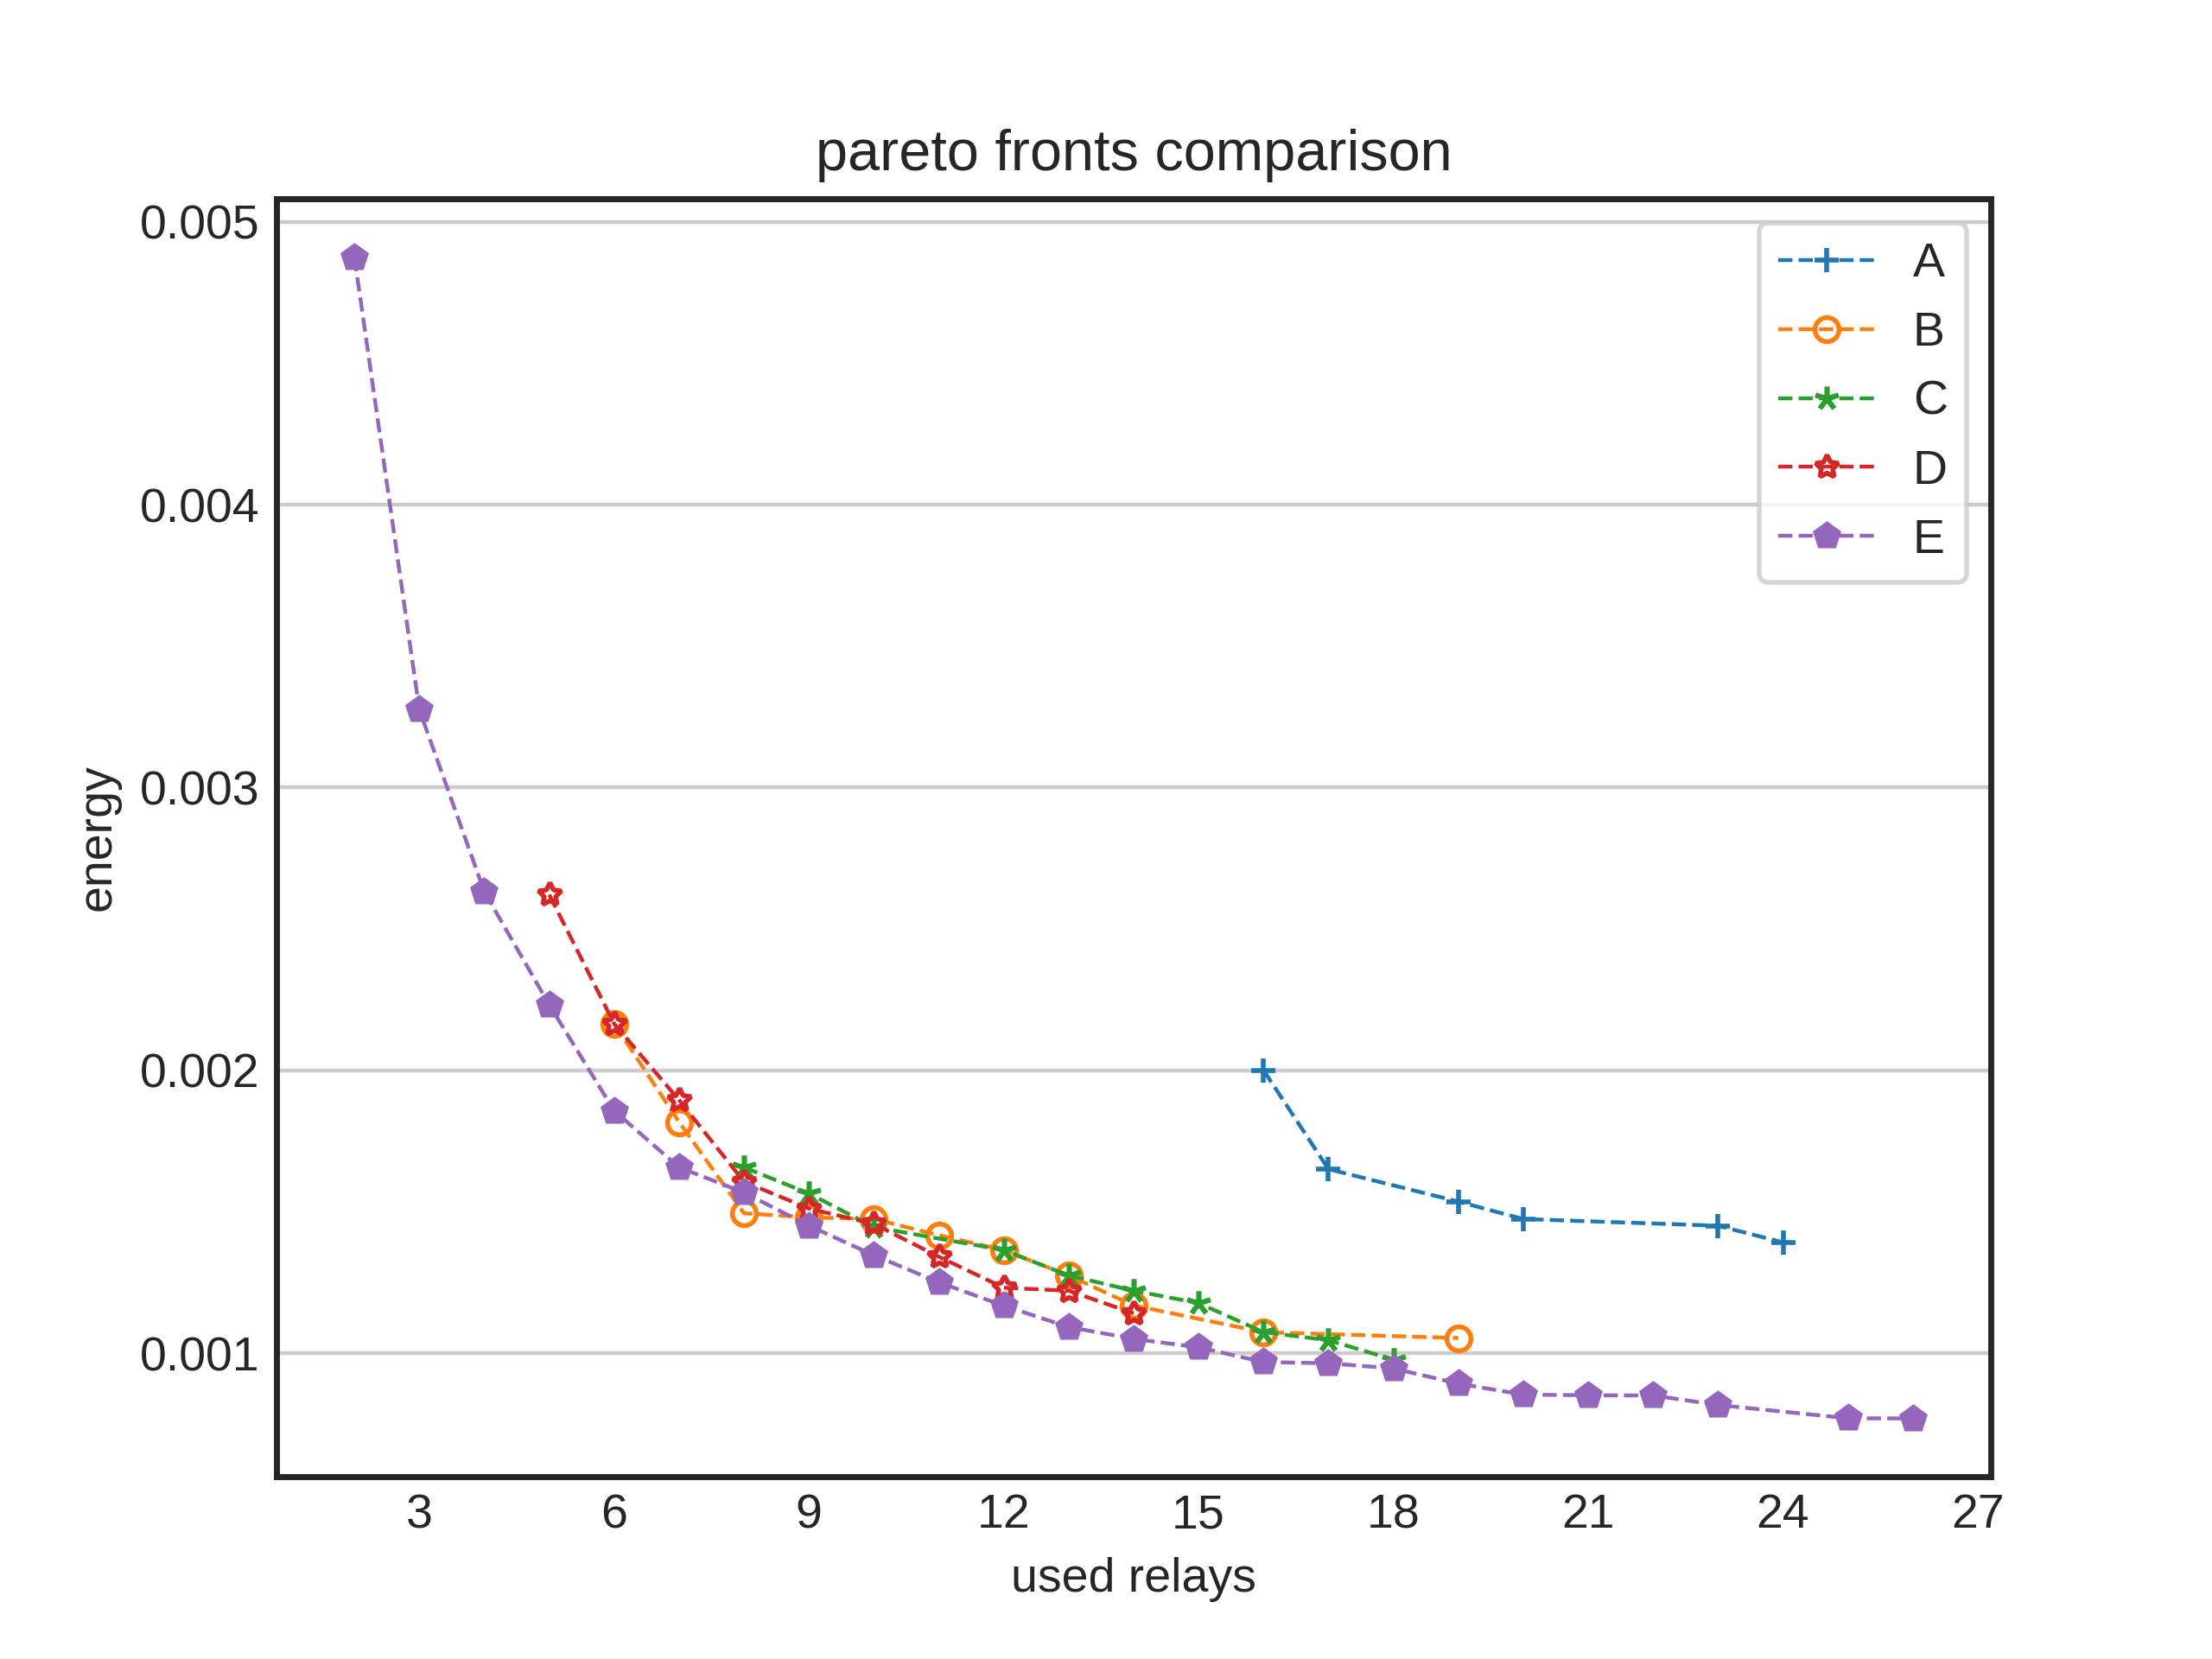 pareto fronts comparison
0.005
0.004
0.003
0.002
0.001
energy
A
B
C
D
E
3 6 9 12 15 18 21 24 27
used relays